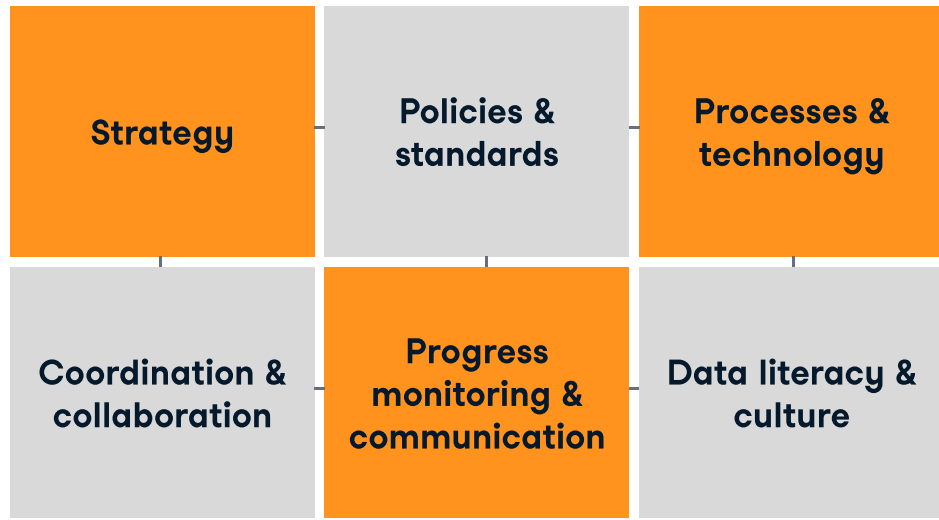 Strategy
Policies &
standards
Processes &
technology
Coordination &
collaboration
Progress
monitoring &
communication
Data literacy &
culture